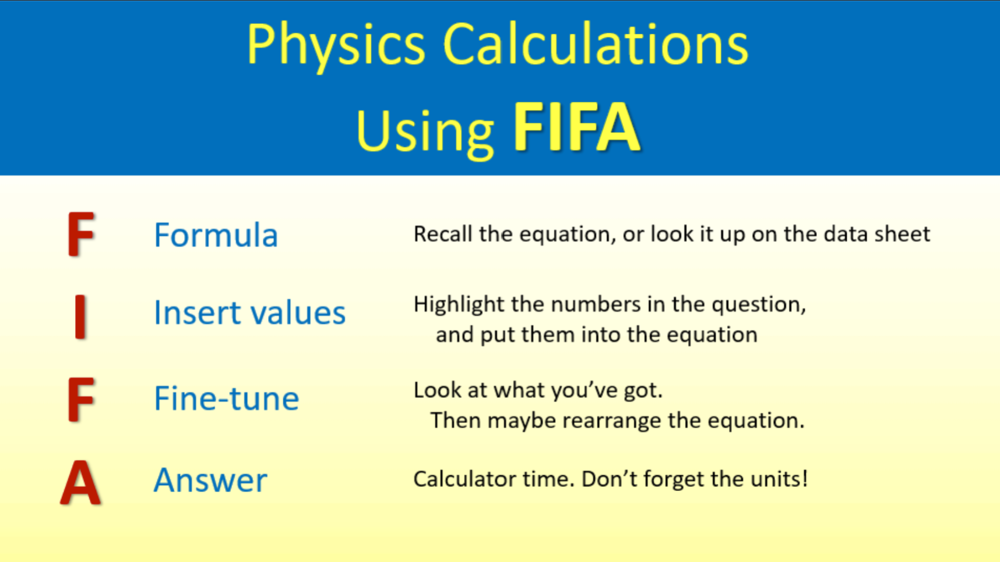 Physics Calculations
Using FIFA
F Formula Recall the equation, or look it up on the data sheet
I Insert values Highlight the numbers in the question,
and put them into the equation
F Fine-tune Look at what you’ve got.
Then maybe rearrange the equation.
A Answer Calculator time. Don’t forget the units!